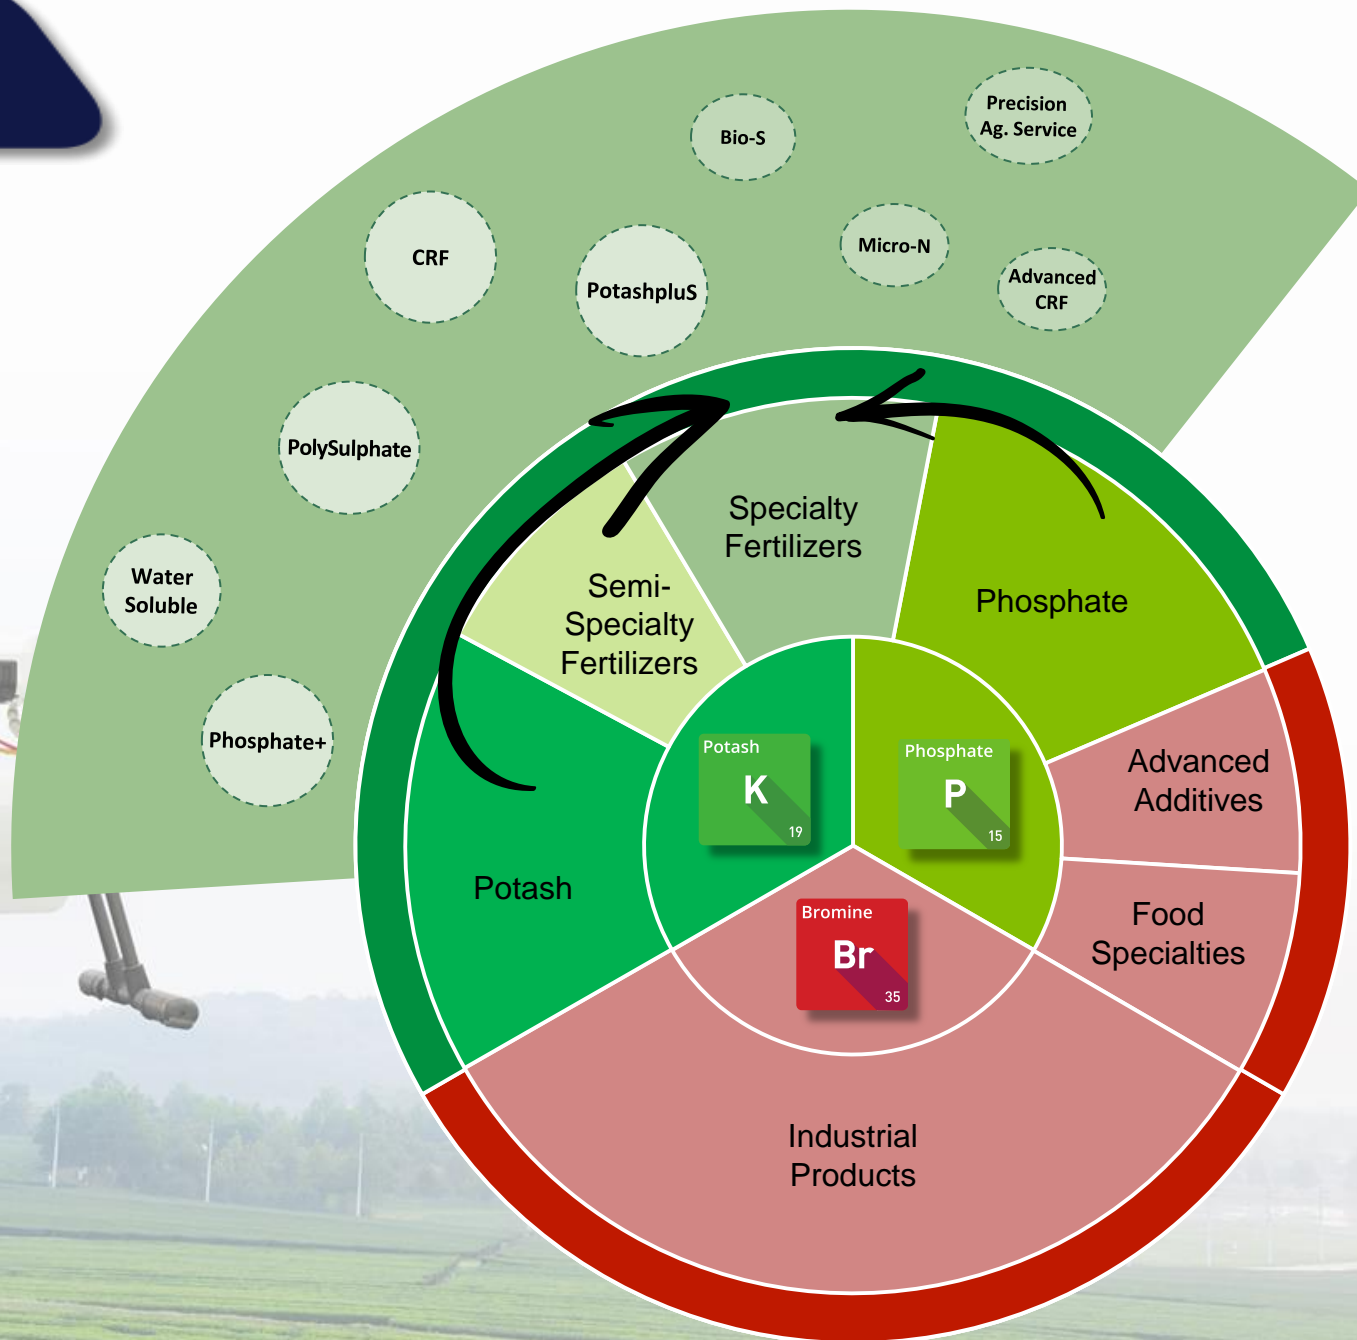 Precision
Ag. Service
Bio-S
CRF
Micro-N
PotashpluS
Advanced
CRF
PolySulphate
Water
Soluble
Phosphate+
Specialty
Fertilizers
Semi-
Specialty
Fertilizers
Phosphate
Potash
K
19
Phosphate
P
15
Advanced
Additives
Potash
Bromine
Br
35
Food
Specialties
Industrial
Products